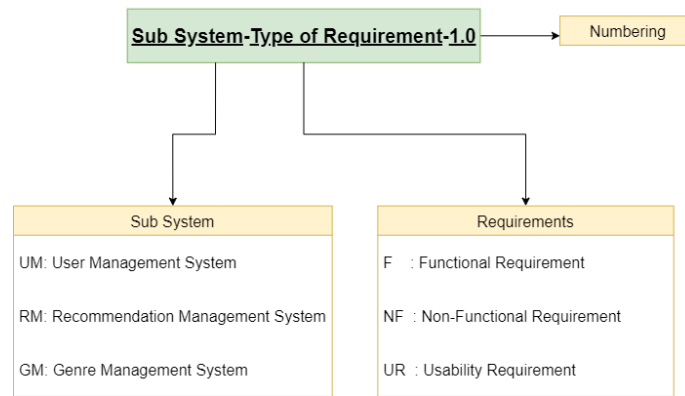 Sub System-Type of Requirement-1.0
Numbering
Sub System
UM: User Management System
RM: Recommendation Management System
GM: Genre Management System
Requirements
F : Functional Requirement
NF : Non-Functional Requirement
UR : Usability Requirement